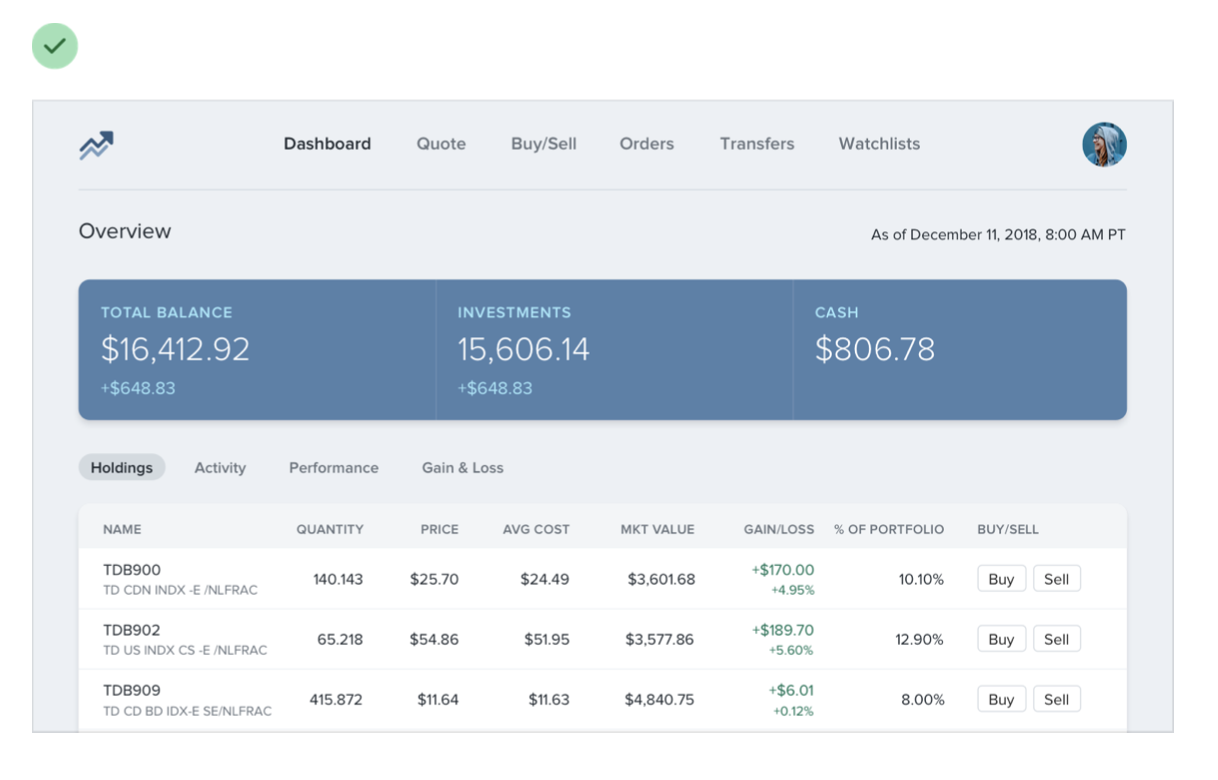 Dashboard Quote Buy/Sell Orders Transfers Watchlists
Overview As of December 11, 2018, 8:00 AM PT
TOTAL BALANCE INVESTMENTS CASH
$16,412.92 15,606.14 $806.78
+$648.83 +$648.83
Holdings Activity Performance Gain & Loss
NAME QUANTITY PRICE AVG COST MKT VALUE GAIN/LOSS % OF PORTFOLIO BUY/SELL
TDB900 140.143 $25.70 $24.49 $3,601.68 +$170.00 10.10% Buy Sell
TD CDN INDX -E /NLFRAC +4.95%
TDB902 65.218 $54.86 $51.95 $3,577.86 +$189.70 12.90% Buy Sell
TD US INDX CS -E /NLFRAC +5.60%
TDB909 415.872 $11.64 $11.63 $4,840.75 +$6.01 8.00% Buy Sell
TD CD BD IDX-E SE/NLFRAC +0.12%